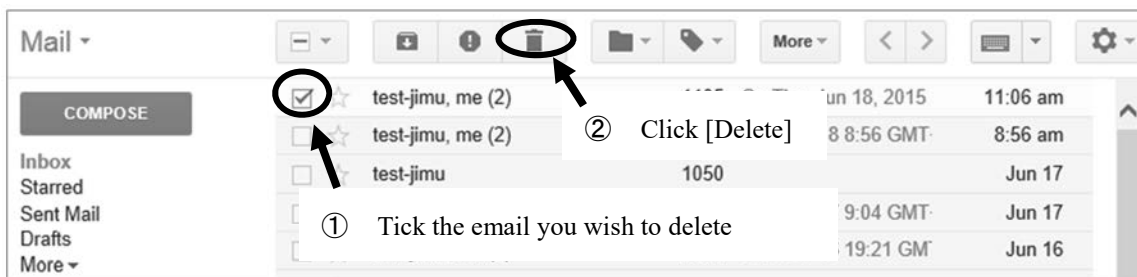 Mail More
COMPOSE
Inbox
Starred
Sent Mail
Drafts
More
test-jimu, me (2) un 18, 2015 11:06 am
test-jimu, me (2) 8 8:56 GMT- 8:56 am
② Click [Delete]
test-jimu 1050 Jun 17
9:04 GMT- Jun 17
① Tick the email you wish to delete
19:21 GM Jun 16